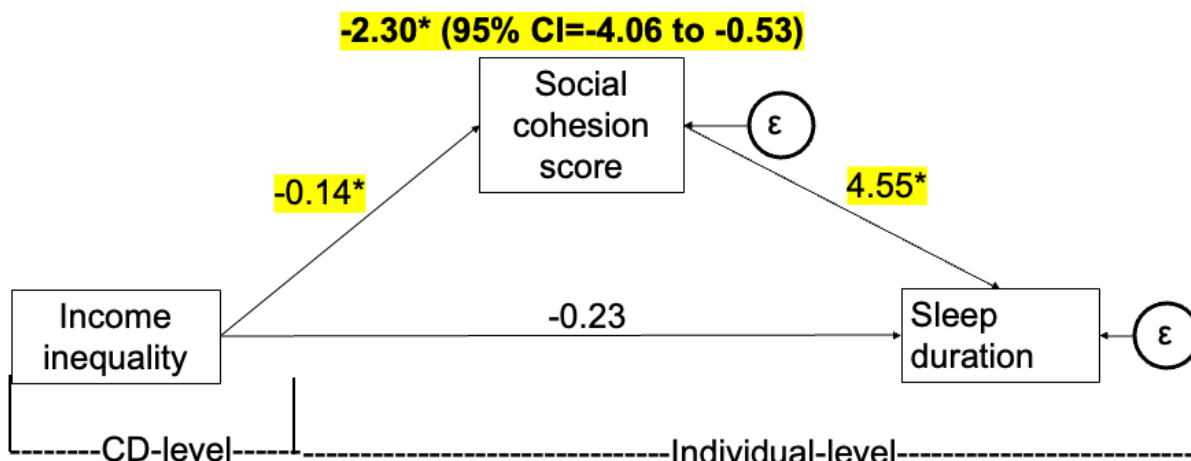 -2.30* (95% CI=-4.06 to -0.53)
Social
cohesion
score
ε
-0.14*
4.55*
Income
inequality
-0.23
Sleep
duration
ε
CD-level
Individual-level